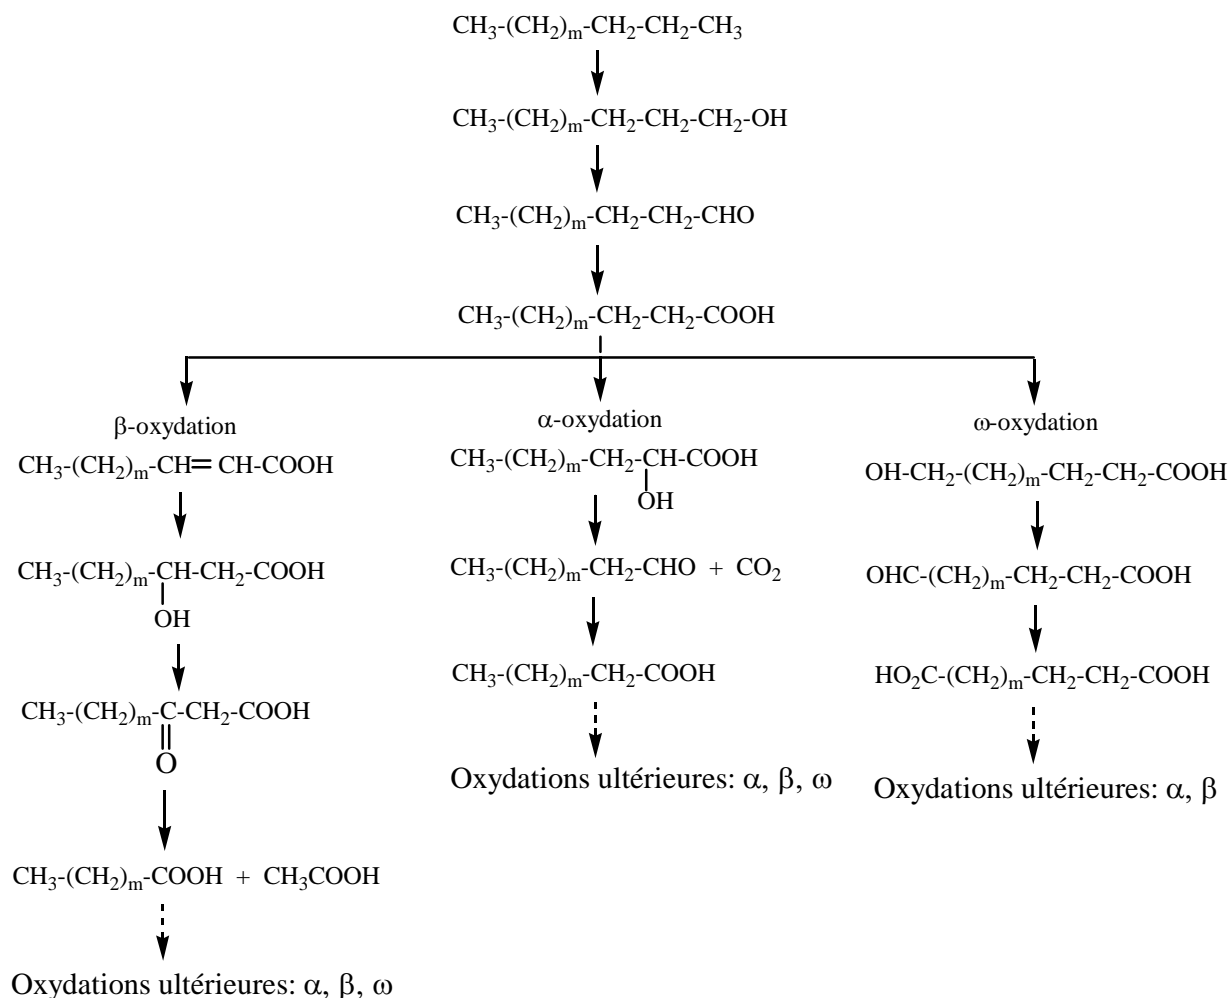 CH3-(CH2)m-CH2-CH2-CH3
CH3-(CH2)m-CH2-CH2-CH2-OH
CH3-(CH2)m-CH2-CH2-CHO
CH3-(CH2)m-CH2-CH2-COOH
β-oxydation
CH3-(CH2)m-CH=CH-COOH
CH3-(CH2)m-CH-CH2-COOH
OH
CH3-(CH2)m-C-CH2-COOH
O
CH3-(CH2)m-COOH + CH3COOH
Oxydations ultérieures: α, β, ω
α-oxydation
CH3-(CH2)m-CH2-CH-COOH
OH
CH3-(CH2)m-CH2-CHO + CO2
CH3-(CH2)m-CH2-COOH
Oxydations ultérieures: α, β, ω
ω-oxydation
OH-CH2-(CH2)m-CH2-CH2-COOH
OHC-(CH2)m-CH2-CH2-COOH
HO2C-(CH2)m-CH2-CH2-COOH
Oxydations ultérieures: α, β